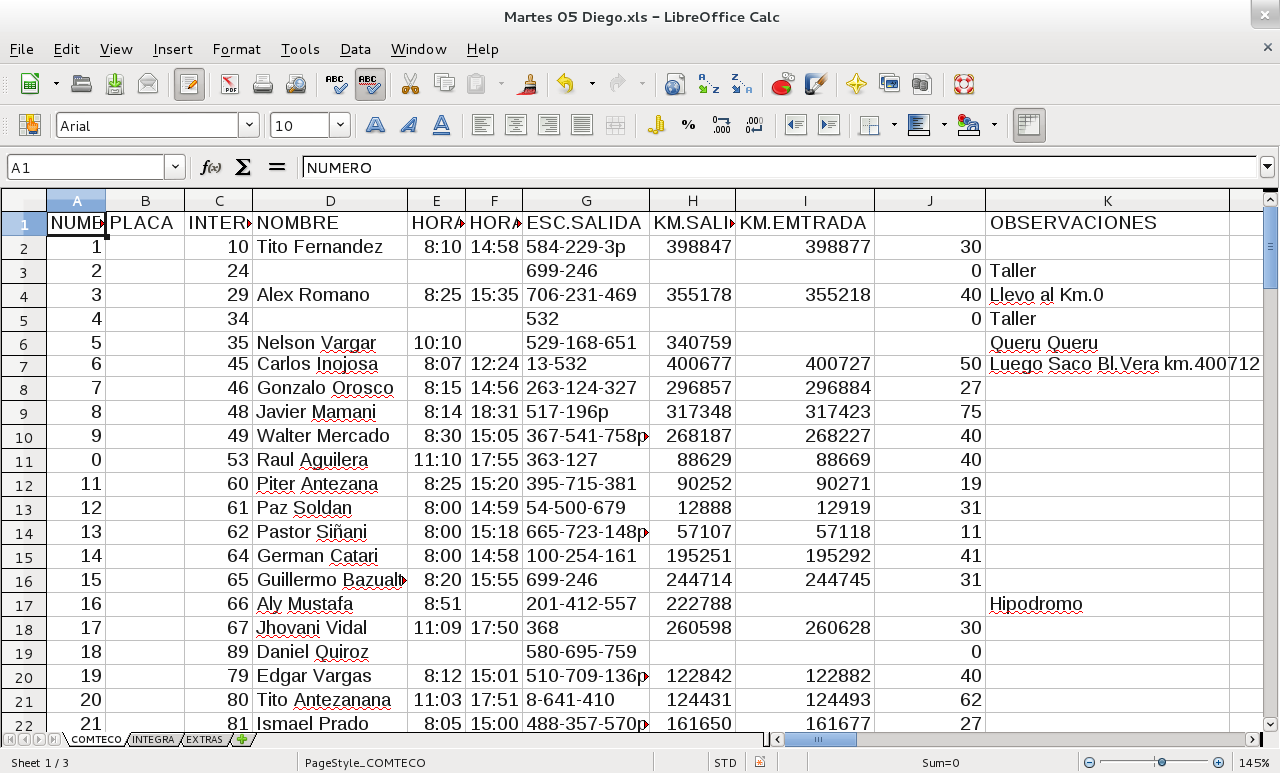 Martes 05 Diego.xls - LibreOffice Calc
File Edit View Insert Format Tools Data Window Help
ABC ABC
Arial 10
A1 f(x) Σ = NUMERO
A B C D E F G H I J K
1 NUME PLACA INTER NOMBRE HORA HORA ESC.SALIDA KM.SALI KM.EMTRADA OBSERVACIONES
2 1 10 Tito Fernandez 8:10 14:58 584-229-3p 398847 398877 30
3 2 24 699-246 0 Taller
4 3 29 Alex Romano 8:25 15:35 706-231-469 355178 355218 40 Llevo al Km.0
5 4 34 532 0 Taller
6 5 35 Nelson Vargar 10:10 529-168-651 340759 Queru Queru
7 6 45 Carlos Inojosa 8:07 12:24 13-532 400677 400727 50 Luego Saco Bl.Vera km.400712
8 7 46 Gonzalo Orosco 8:15 14:56 263-124-327 296857 296884 27
9 8 48 Javier Mamani 8:14 18:31 517-196p 317348 317423 75
10 9 49 Walter Mercado 8:30 15:05 367-541-758p 268187 268227 40
11 0 53 Raul Aguilera 11:10 17:55 363-127 88629 88669 40
12 11 60 Piter Antezana 8:25 15:20 395-715-381 90252 90271 19
13 12 61 Paz Soldan 8:00 14:59 54-500-679 12888 12919 31
14 13 62 Pastor Siñani 8:00 15:18 665-723-148p 57107 57118 11
15 14 64 German Catari 8:00 14:58 100-254-161 195251 195292 41
16 15 65 Guillermo Bazualt 8:20 15:55 699-246 244714 244745 31
17 16 66 Aly Mustafa 8:51 201-412-557 222788 Hipodromo
18 17 67 Jhovani Vidal 11:09 17:50 368 260598 260628 30
19 18 89 Daniel Quiroz 580-695-759 0
20 19 79 Edgar Vargas 8:12 15:01 510-709-136p 122842 122882 40
21 20 80 Tito Antezanana 11:03 17:51 8-641-410 124431 124493 62
22 21 81 Ismael Prado 8:05 15:00 488-357-570p 161650 161677 27
COMTECO INTEGRA EXTRAS
Sheet 1 / 3 PageStyle_COMTECO STD Sum=0 145%